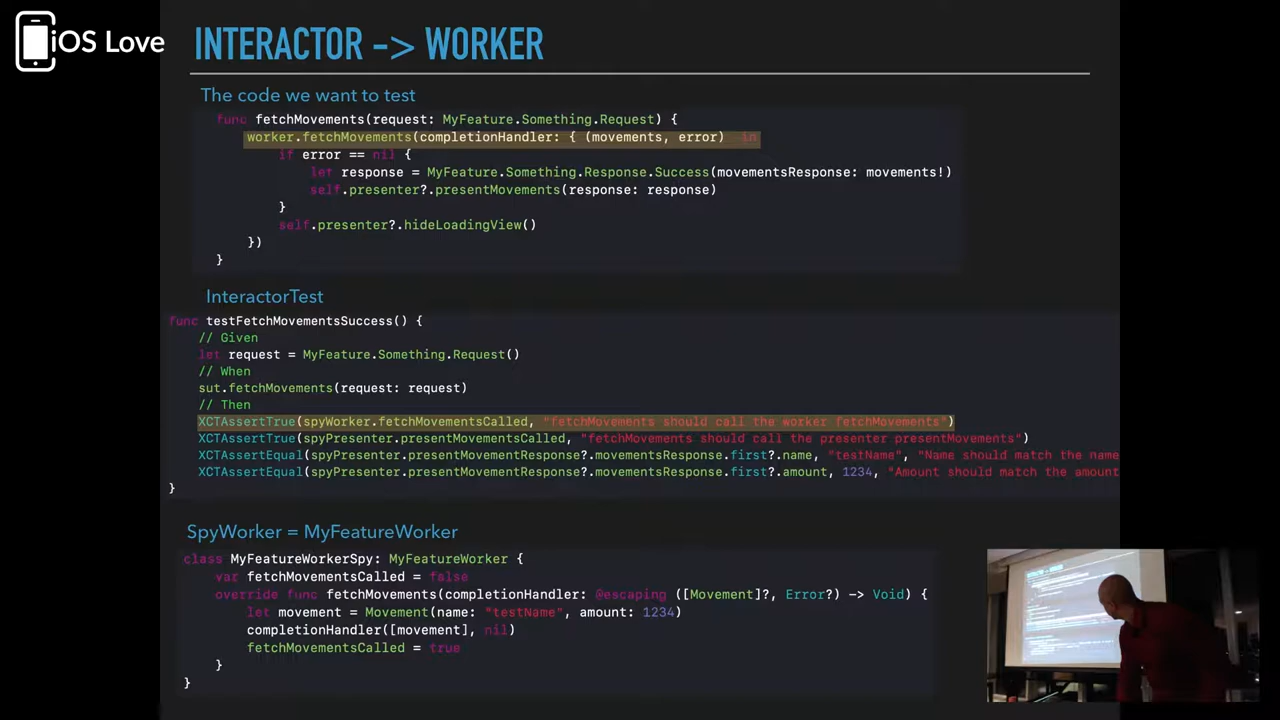 iOS Love
INTERACTOR -> WORKER
The code we want to test
func fetchMovements(request: MyFeature.Something.Request) {
worker.fetchMovements(completionHandler: { (movements, error) in
if error == nil {
let response = MyFeature.Something.Response.Success(movementsResponse: movements!)
self.presenter?.presentMovements(response: response)
}
self.presenter?.hideLoadingView()
})
}
InteractorTest
func testFetchMovementsSuccess() {
// Given
let request = MyFeature.Something.Request()
// When
sut.fetchMovements(request: request)
// Then
XCTAssertTrue(spyWorker.fetchMovementsCalled, "fetchMovements should call the worker fetchMovements")
XCTAssertTrue(spyPresenter.presentMovementsCalled, "fetchMovements should call the presenter presentMovements")
XCTAssertEqual(spyPresenter.presentMovementResponse?.movementsResponse.first?.name, "testName", "Name should match the name
XCTAssertEqual(spyPresenter.presentMovementResponse?.movementsResponse.first?.amount, 1234, "Amount should match the amount
}
SpyWorker = MyFeatureWorker
class MyFeatureWorkerSpy: MyFeatureWorker {
var fetchMovementsCalled = false
override func fetchMovements(completionHandler: @escaping ([Movement]?, Error?) -> Void) {
let movement = Movement(name: "testName", amount: 1234)
completionHandler([movement], nil)
fetchMovementsCalled = true
}
}